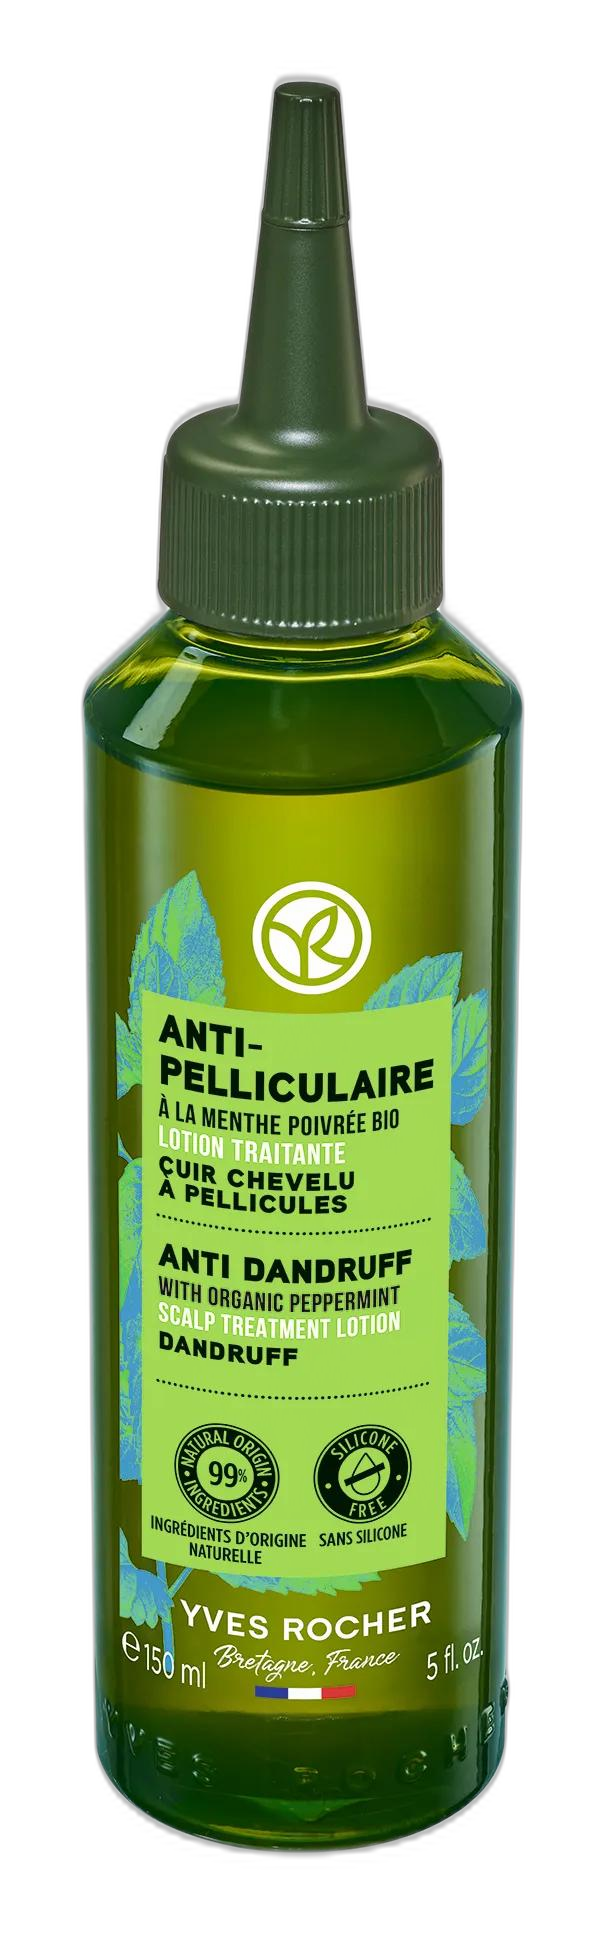 ANTI-
PELLICULAIRE
À LA MENTHE POIVRÉE BIO
LOTION TRAITANTE
CUIR CHEVELU
À PELLICULES
ANTI DANDRUFF
WITH ORGANIC PEPPERMINT
SCALP TREATMENT LOTION
DANDRUFF
NATURAL ORIGIN
99%
INGREDIENTS
SILICONE
FREE
INGRÉDIENTS D'ORIGINE
NATURELLE
SANS SILICONE
YVES ROCHER
Bretagne, France
℮150 ml
5 fl. oz.
YVES ROCHER